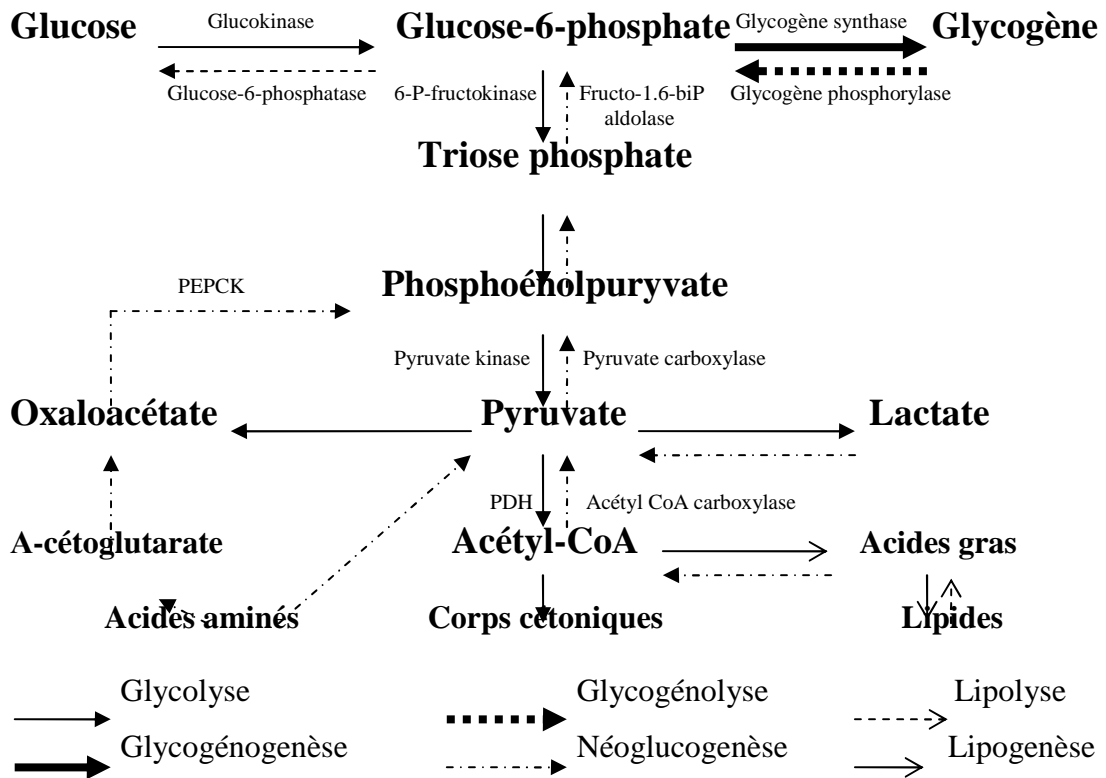 Glucose Glucokinase Glucose-6-phosphate Glycogène synthase Glycogène
Glucose-6-phosphatase 6-P-fructokinase Fructo-1.6-biP Glycogène phosphorylase
aldolase
Triose phosphate
Phosphoénolpuryvate
PEPCK
Pyruvate kinase Pyruvate carboxylase
Oxaloacétate Pyruvate Lactate
PDH Acétyl CoA carboxylase
A-cétoglutarate Acétyl-CoA Acides gras
Acides aminés Corps cétoniques Lipides
Glycolyse Glycogénolyse Lipolyse
Glycogénogenèse Néoglucogenèse Lipogenèse